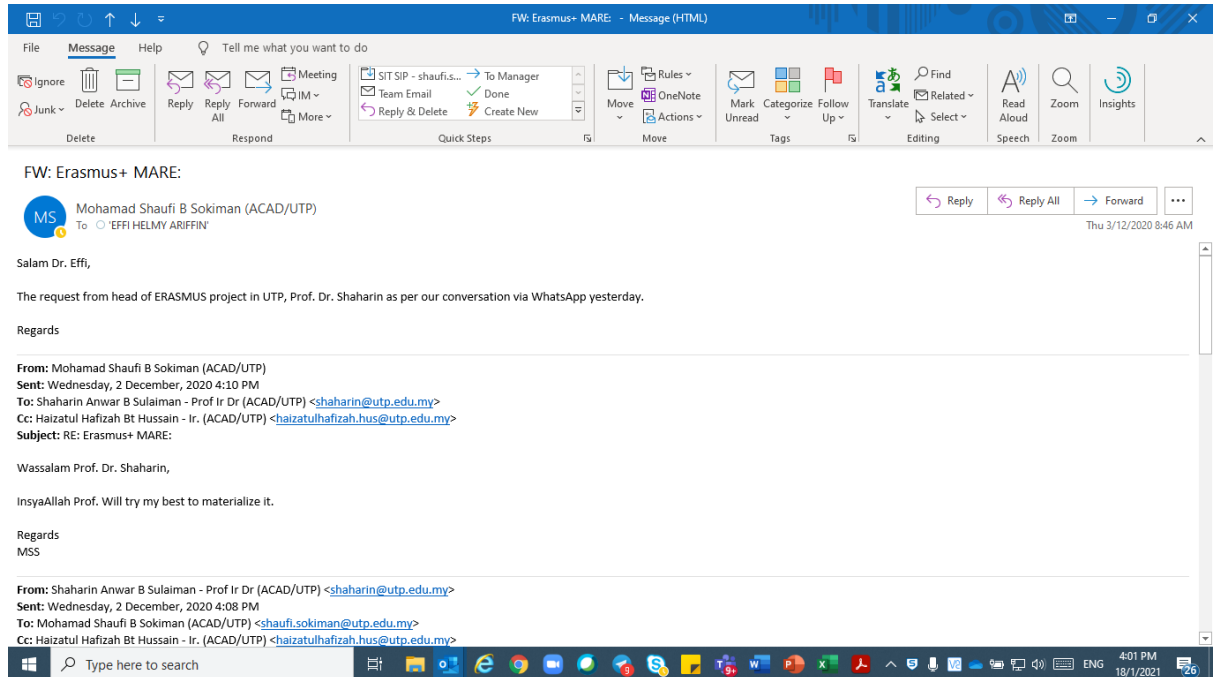 FW: Erasmus+ MARE: - Message (HTML)
File Message Help Tell me what you want to do
Ignore
Junk
Delete Archive
Delete
Reply Reply All Forward
Meeting
IM
More
Respond
SIT SIP - shaufi.s... To Manager
Team Email Done
Reply & Delete Create New
Quick Steps
Move
Rules
OneNote
Actions
Move
Mark Unread Categorize Follow Up
Tags
Translate
Find
Related
Select
Editing
Read Aloud
Speech
Zoom
Zoom
Insights
FW: Erasmus+ MARE:
MS
Mohamad Shaufi B Sokiman (ACAD/UTP)
To 'EFFI HELMY ARIFFIN'
Reply Reply All Forward ...
Thu 3/12/2020 8:46 AM
Salam Dr. Effi,
The request from head of ERASMUS project in UTP, Prof. Dr. Shaharin as per our conversation via WhatsApp yesterday.
Regards
From: Mohamad Shaufi B Sokiman (ACAD/UTP)
Sent: Wednesday, 2 December, 2020 4:10 PM
To: Shaharin Anwar B Sulaiman - Prof Ir Dr (ACAD/UTP) <shaharin@utp.edu.my>
Cc: Haizatul Hafizah Bt Hussain - Ir. (ACAD/UTP) <haizatulhafizah.hus@utp.edu.my>
Subject: RE: Erasmus+ MARE:
Wassalam Prof. Dr. Shaharin,
InsyaAllah Prof. Will try my best to materialize it.
Regards
MSS
From: Shaharin Anwar B Sulaiman - Prof Ir Dr (ACAD/UTP) <shaharin@utp.edu.my>
Sent: Wednesday, 2 December, 2020 4:08 PM
To: Mohamad Shaufi B Sokiman (ACAD/UTP) <shaufi.sokiman@utp.edu.my>
Cc: Haizatul Hafizah Bt Hussain - Ir. (ACAD/UTP) <haizatulhafizah.hus@utp.edu.my>
Type here to search
ENG
4:01 PM
18/1/2021
26